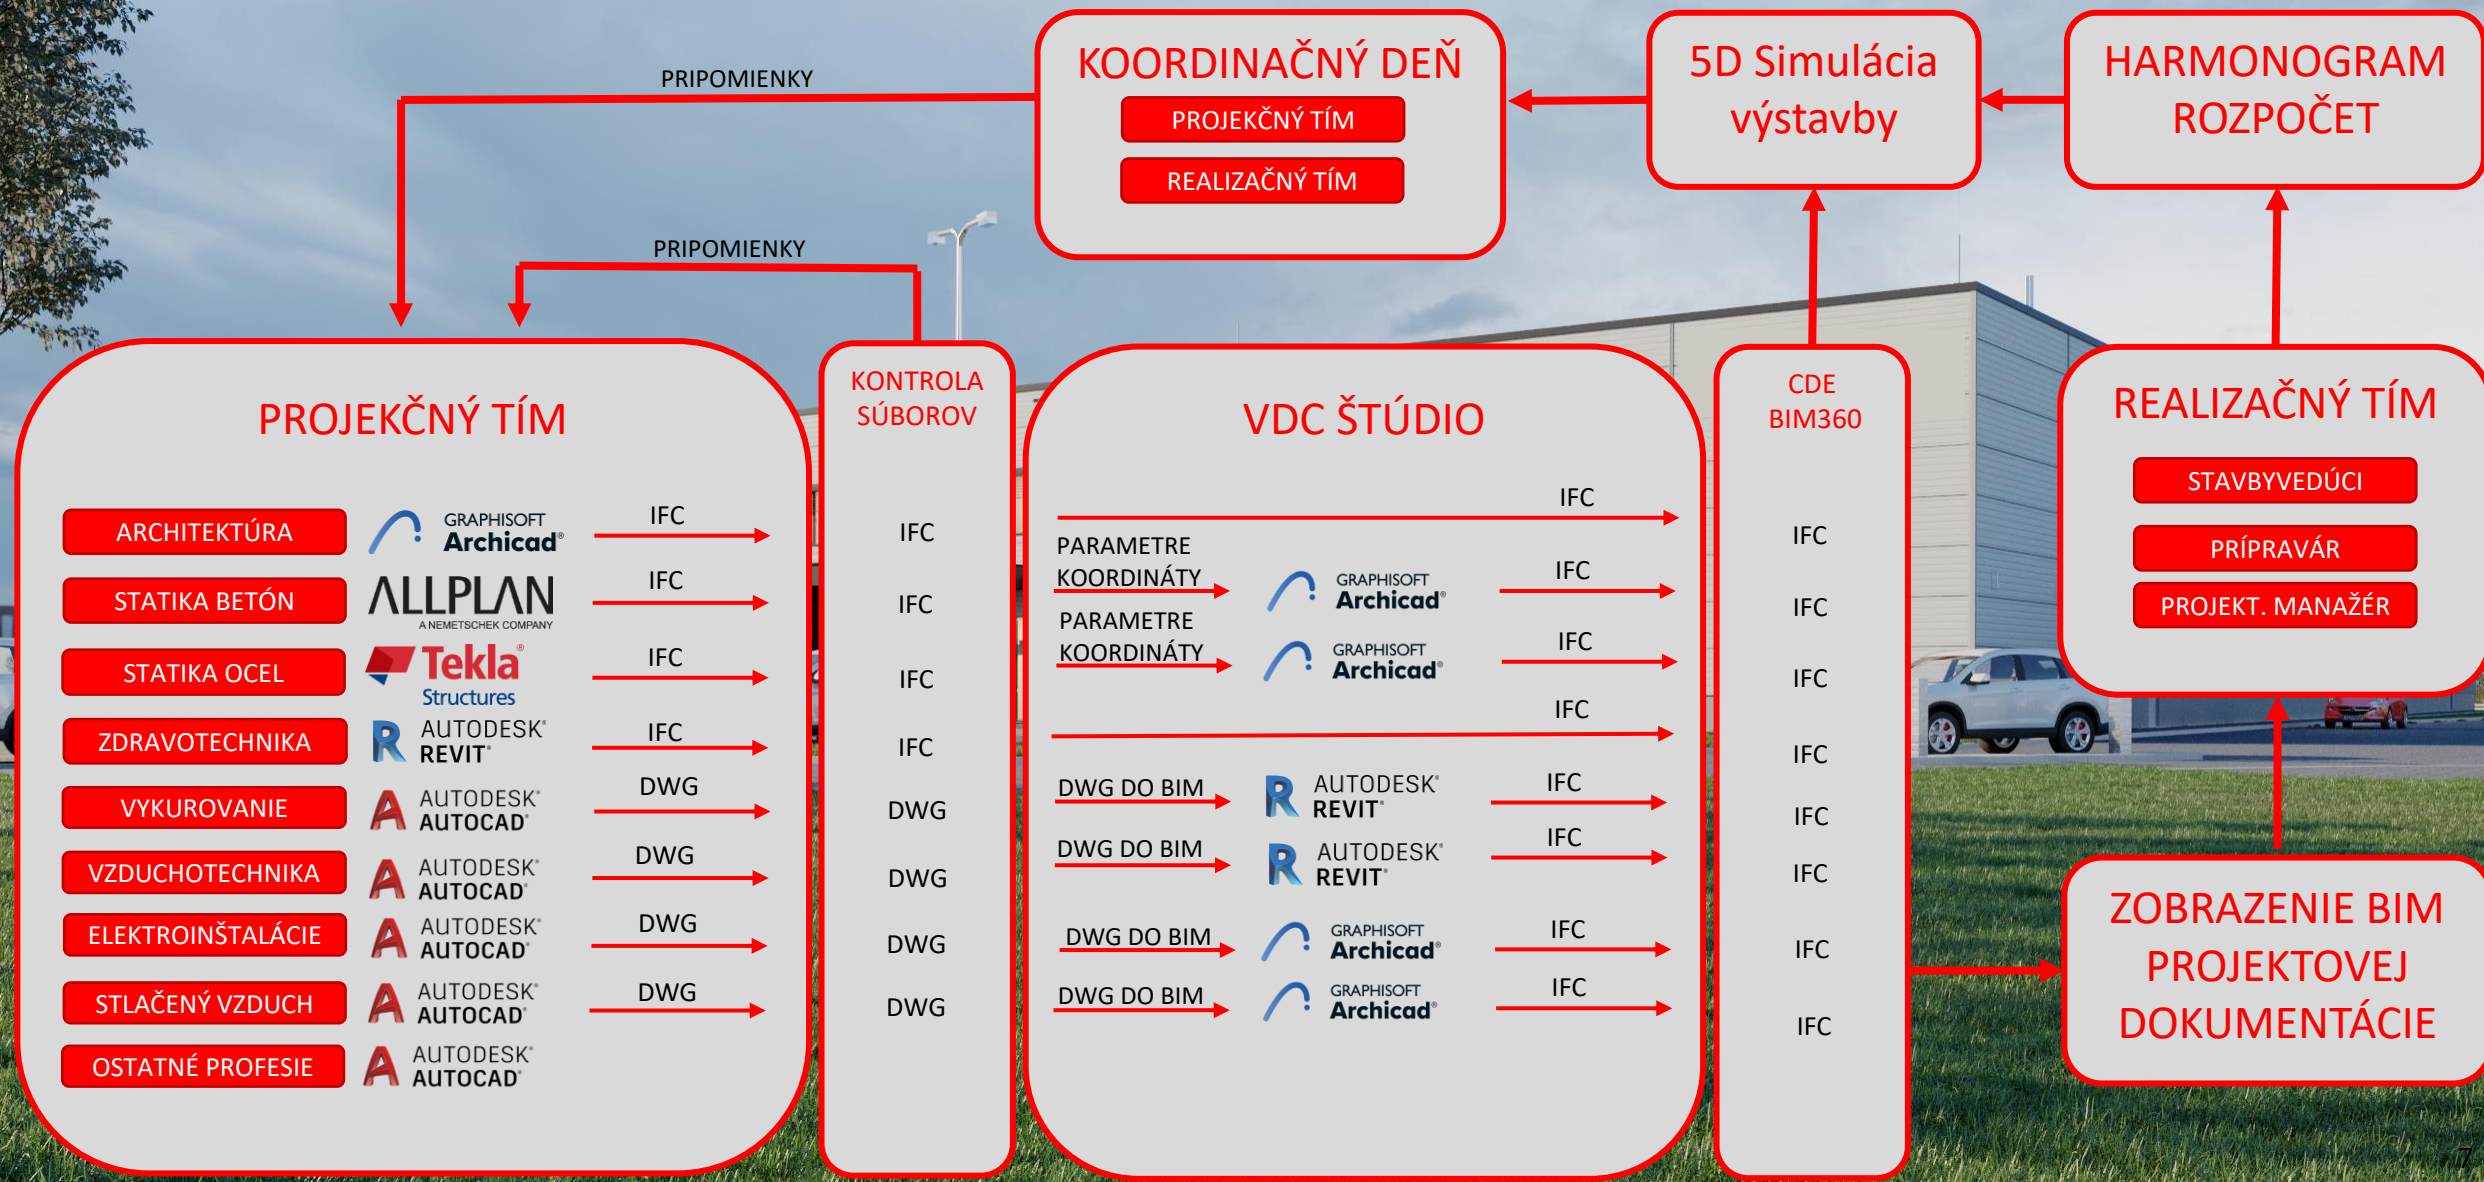 KOORDINAČNÝ DEŇ
PROJEKČNÝ TÍM
REALIZAČNÝ TÍM
5D Simulácia
výstavby
HARMONOGRAM
ROZPOČET
PRIPOMIENKY
PRIPOMIENKY
PROJEKČNÝ TÍM
ARCHITEKTÚRA
GRAPHISOFT
Archicad®
IFC
STATIKA BETÓN
ALLPLAN
A NEMETSCHEK COMPANY
IFC
STATIKA OCEL
Tekla®
Structures
IFC
ZDRAVOTECHNIKA
AUTODESK®
REVIT®
IFC
VYKUROVANIE
AUTODESK®
AUTOCAD®
DWG
VZDUCHOTECHNIKA
AUTODESK®
AUTOCAD®
DWG
ELEKTROINŠTALÁCIE
AUTODESK®
AUTOCAD®
DWG
STLAČENÝ VZDUCH
AUTODESK®
AUTOCAD®
DWG
OSTATNÉ PROFESIE
AUTODESK®
AUTOCAD®
KONTROLA
SÚBOROV
IFC
IFC
IFC
IFC
DWG
DWG
DWG
DWG
VDC ŠTÚDIO
IFC
PARAMETRE
KOORDINÁTY
GRAPHISOFT
Archicad®
IFC
PARAMETRE
KOORDINÁTY
GRAPHISOFT
Archicad®
IFC
IFC
DWG DO BIM
AUTODESK®
REVIT®
IFC
DWG DO BIM
AUTODESK®
REVIT®
IFC
DWG DO BIM
GRAPHISOFT
Archicad®
IFC
DWG DO BIM
GRAPHISOFT
Archicad®
IFC
CDE
BIM360
IFC
IFC
IFC
IFC
IFC
IFC
IFC
IFC
REALIZAČNÝ TÍM
STAVBYVEDÚCI
PRÍPRAVÁR
PROJEKT. MANAŽÉR
ZOBRAZENIE BIM
PROJEKTOVEJ
DOKUMENTÁCIE
7